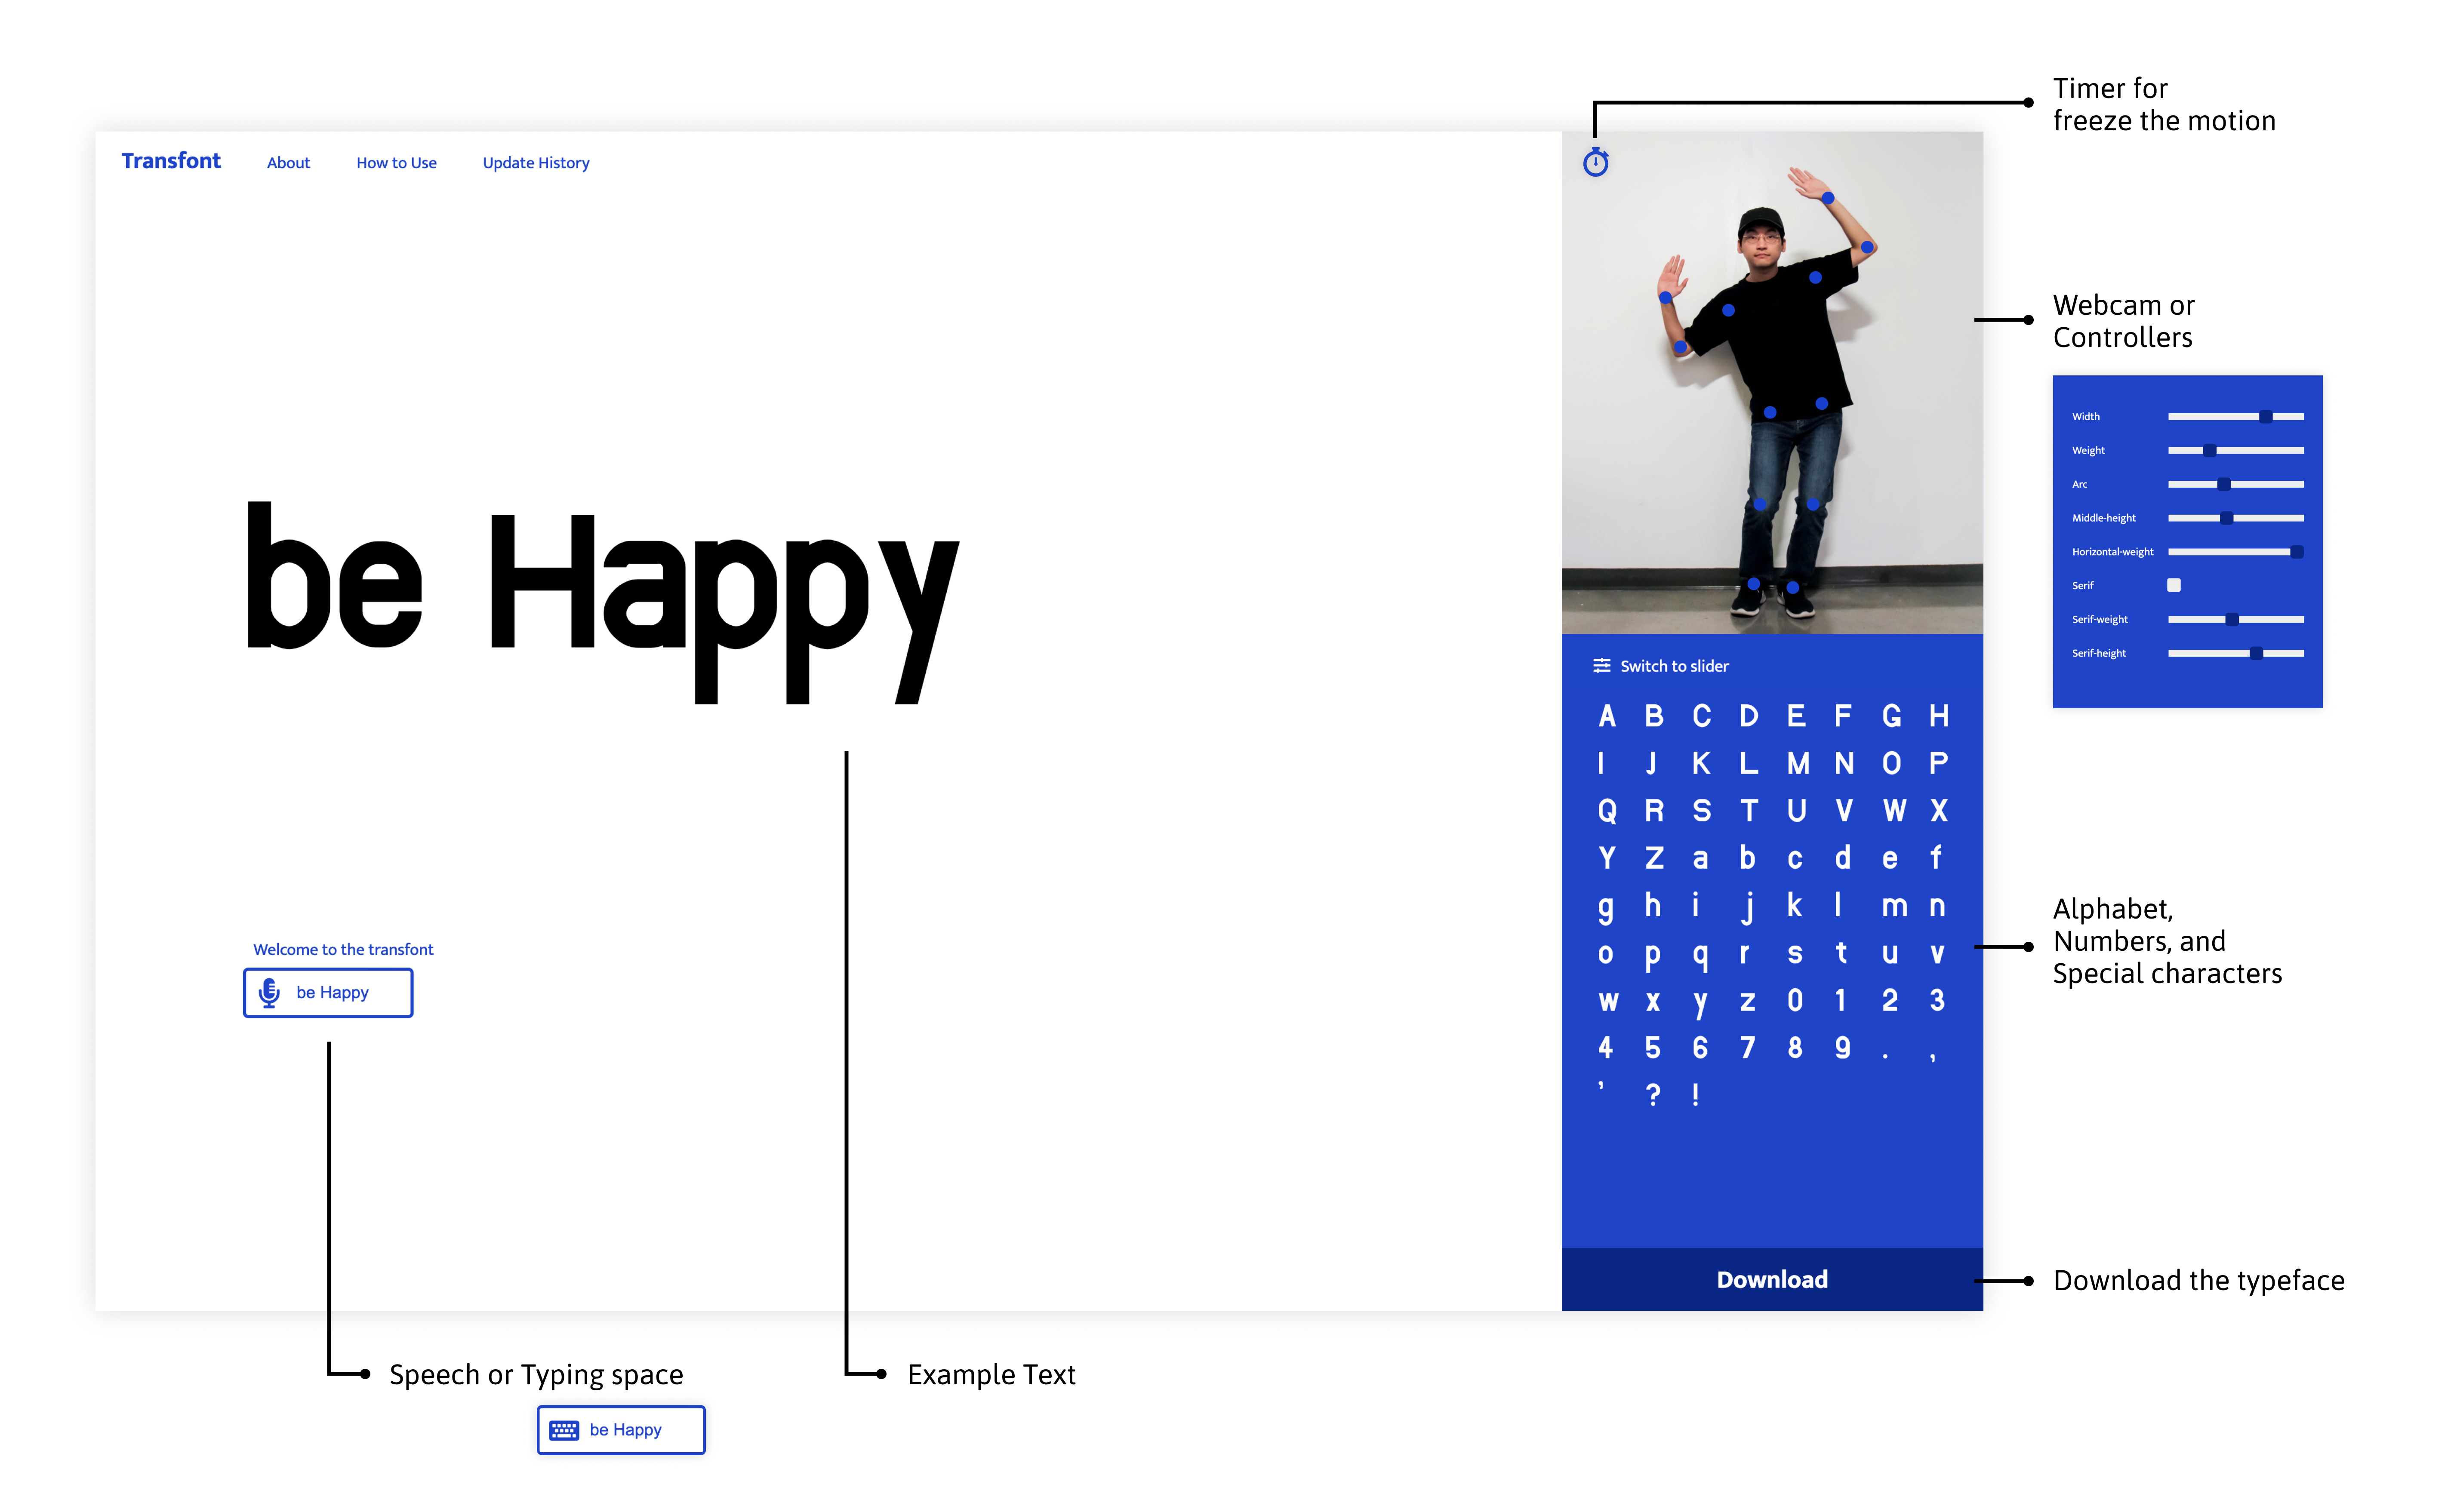 Timer for
freeze the motion
Transfont About How to Use Update History
Webcam or
Controllers
Width
Weight
Arc
Middle-height
Horizontal-weight
Serif
Serif-weight
Serif-height
be Happy
Switch to slider
A B C D E F G H
I J K L M N O P
Q R S T U V W X
Y Z a b c d e f
g h i j k l m n
o p q r s t u v
w x y z 0 1 2 3
4 5 6 7 8 9 . ,
’ ? !
Alphabet,
Numbers, and
Special characters
Welcome to the transfont
be Happy
Download
Download the typeface
Speech or Typing space
Example Text
be Happy